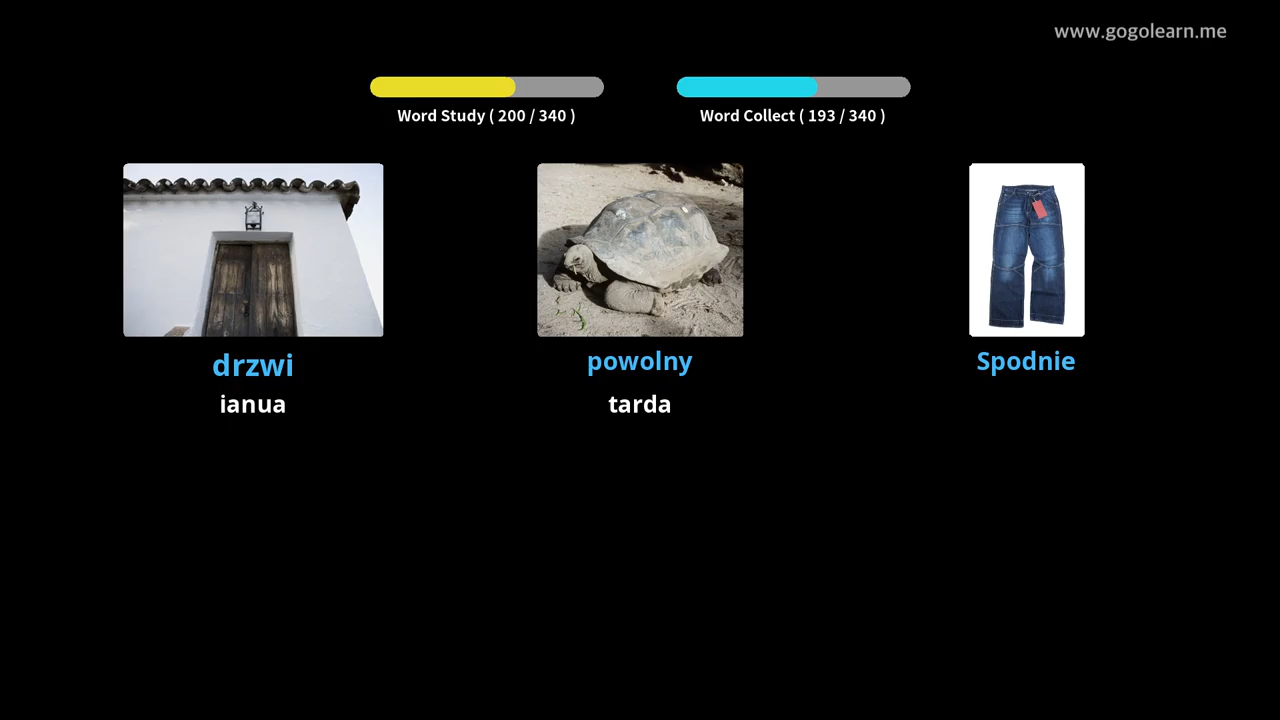 www.gogolearn.me
Word Study ( 200 / 340 )
Word Collect ( 193 / 340 )
drzwi
powolny
Spodnie
ianua
tarda